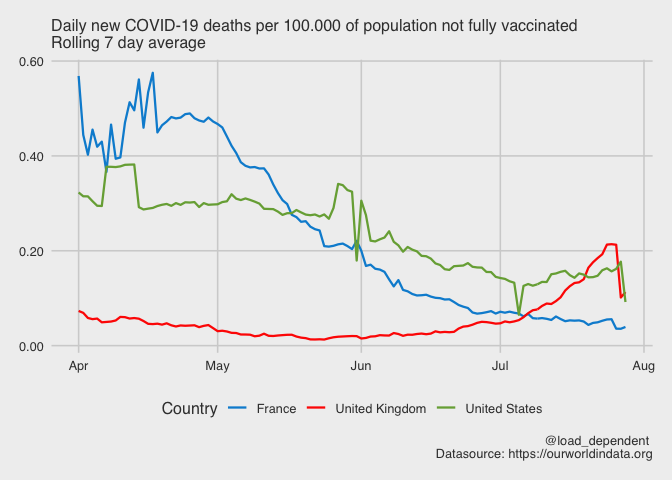 Daily new COVID-19 deaths per 100.000 of population not fully vaccinated
Rolling 7 day average
0.60
0.40
0.20
0.00
Apr May Jun Jul Aug
Country France United Kingdom United States
@load_dependent
Datasource: https://ourworldindata.org